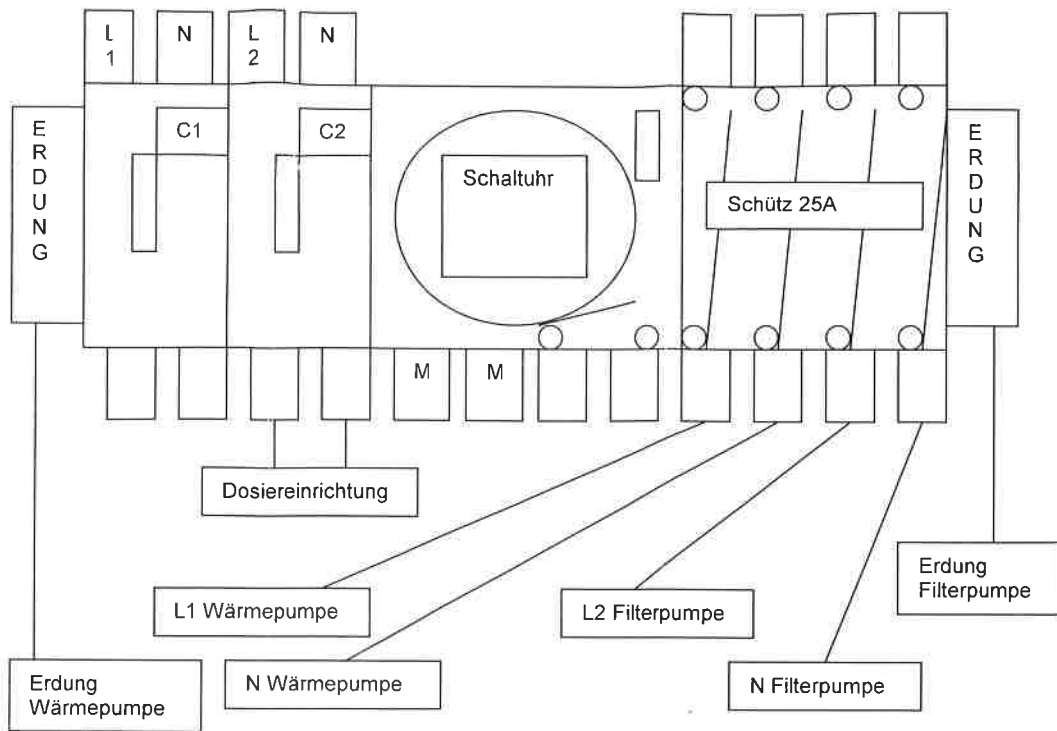 L
1
N
L
2
N
E
R
D
U
N
G
C1
C2
Schaltuhr
Schütz 25A
E
R
D
U
N
G
M
M
Dosiereinrichtung
Erdung
Filterpumpe
L1 Wärmepumpe
L2 Filterpumpe
Erdung
Wärmepumpe
N Wärmepumpe
N Filterpumpe